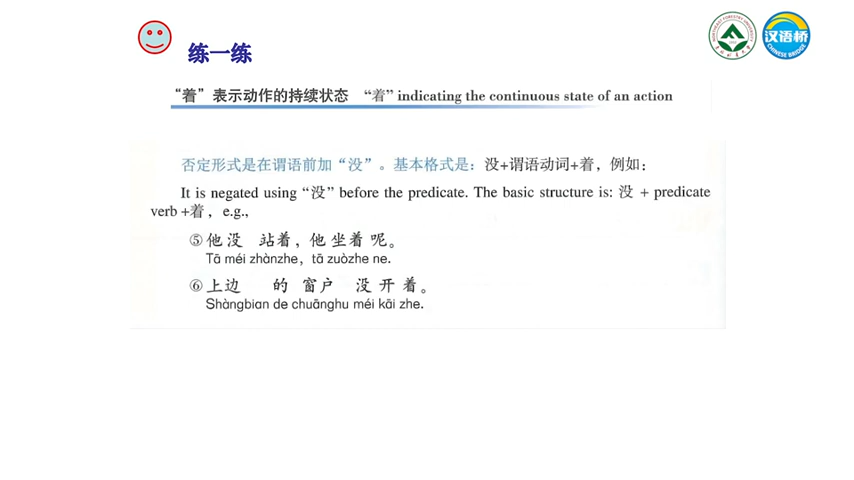 练一练
汉语桥
CHINESE BRIDGE
“着”表示动作的持续状态 “着” indicating the continuous state of an action
否定形式是在谓语前加“没”。基本格式是：没+谓语动词+着，例如：
It is negated using “没” before the predicate. The basic structure is: 没 + predicate
verb +着， e.g.,
⑤他没 站着，他坐着呢。
Tā méi zhànzhe, tā zuòzhe ne.
⑥上边 的 窗户 没 开 着。
Shàngbian de chuānghu méi kāi zhe.